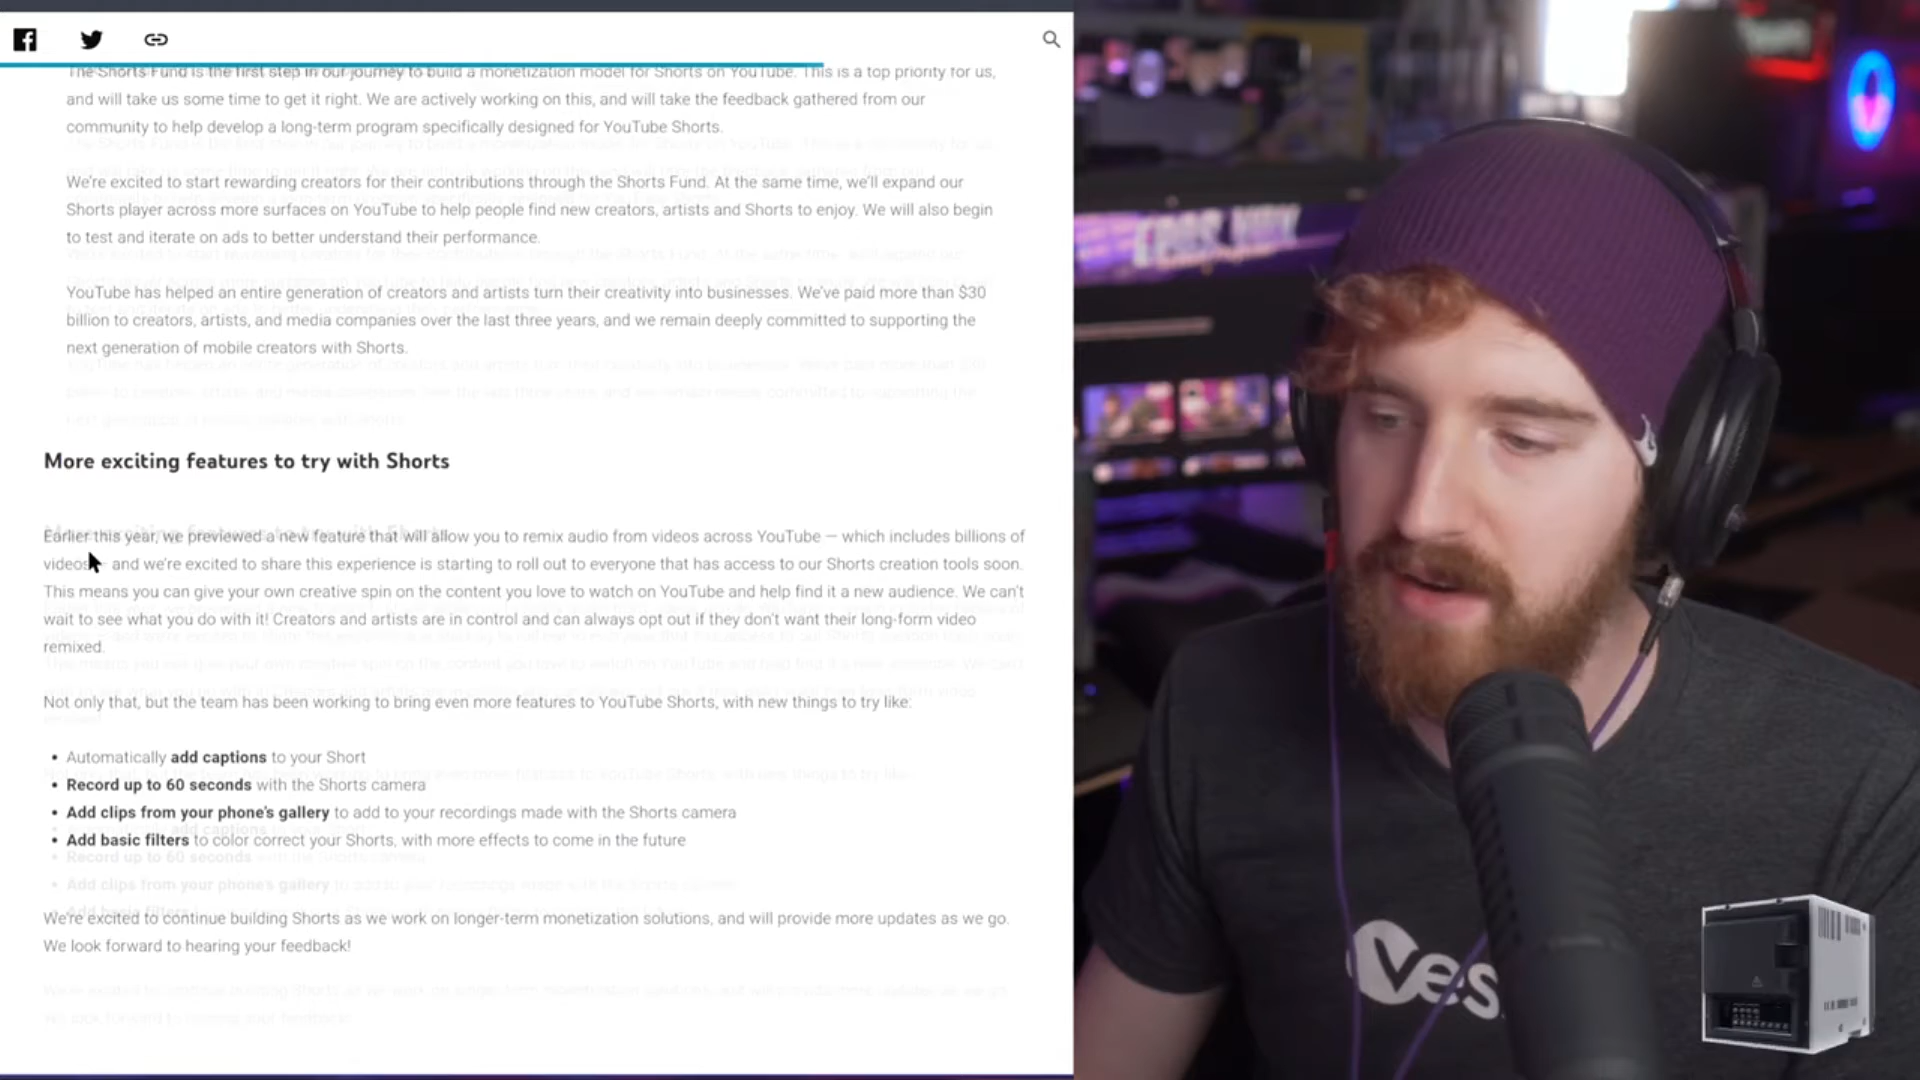 The Shorts Fund is the first step in our journey to build a monetization model for Shorts on YouTube. This is a top priority for us,
and will take us some time to get it right. We are actively working on this, and will take the feedback gathered from our
community to help develop a long-term program specifically designed for YouTube Shorts.
We're excited to start rewarding creators for their contributions through the Shorts Fund. At the same time, we'll expand our
Shorts player across more surfaces on YouTube to help people find new creators, artists and Shorts to enjoy. We will also begin
to test and iterate on ads to better understand their performance.
YouTube has helped an entire generation of creators and artists turn their creativity into businesses. We've paid more than $30
billion to creators, artists, and media companies over the last three years, and we remain deeply committed to supporting the
next generation of mobile creators with Shorts.
More exciting features to try with Shorts
Earlier this year, we previewed a new feature that will allow you to remix audio from videos across YouTube — which includes billions of
videos — and we're excited to share this experience is starting to roll out to everyone that has access to our Shorts creation tools soon.
This means you can give your own creative spin on the content you love to watch on YouTube and help find it a new audience. We can't
wait to see what you do with it! Creators and artists are in control and can always opt out if they don't want their long-form video
remixed.
Not only that, but the team has been working to bring even more features to YouTube Shorts, with new things to try like:
• Automatically add captions to your Short
• Record up to 60 seconds with the Shorts camera
• Add clips from your phone's gallery to add to your recordings made with the Shorts camera
• Add basic filters to color correct your Shorts, with more effects to come in the future
We're excited to continue building Shorts as we work on longer-term monetization solutions, and will provide more updates as we go.
We look forward to hearing your feedback!
Ves